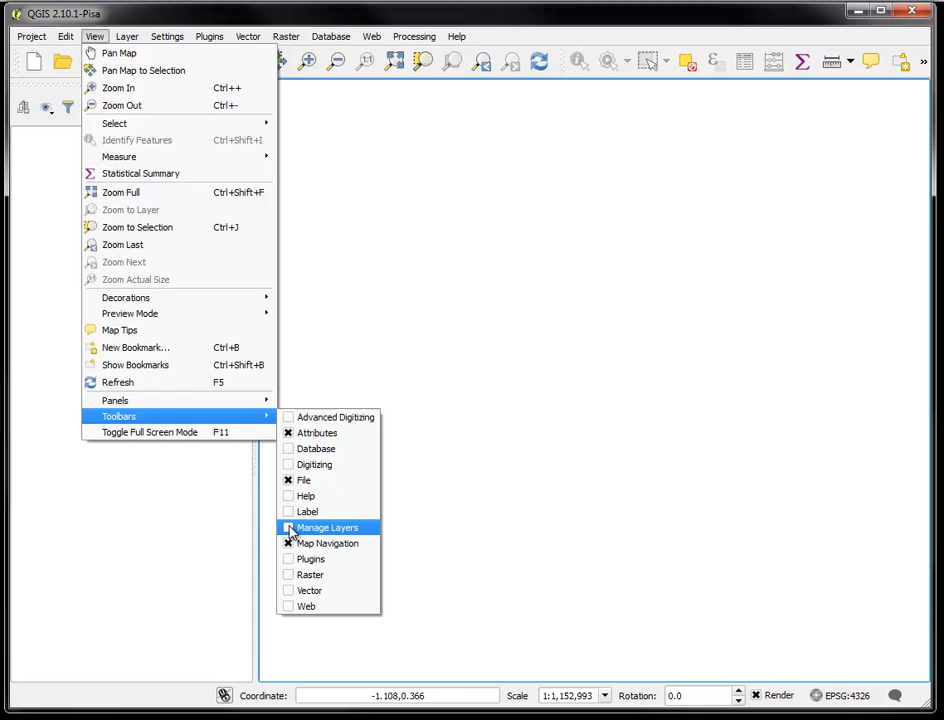 QGIS 2.10.1-Pisa
Project Edit View Layer Settings Plugins Vector Raster Database Web Processing Help
Pan Map
Pan Map to Selection
Zoom In Ctrl++
Zoom Out Ctrl+-
Select
Identify Features Ctrl+Shift+I
Measure
Statistical Summary
Zoom Full Ctrl+Shift+F
Zoom to Layer
Zoom to Selection Ctrl+J
Zoom Last
Zoom Next
Zoom Actual Size
Decorations
Preview Mode
Map Tips
New Bookmark... Ctrl+B
Show Bookmarks Ctrl+Shift+B
Refresh F5
Panels
Toolbars
Toggle Full Screen Mode F11
Advanced Digitizing
Attributes
Database
Digitizing
File
Help
Label
Manage Layers
Map Navigation
Plugins
Raster
Vector
Web
Coordinate: -1.108,0.366 Scale 1:1,152,993 Rotation: 0.0 Render EPSG:4326